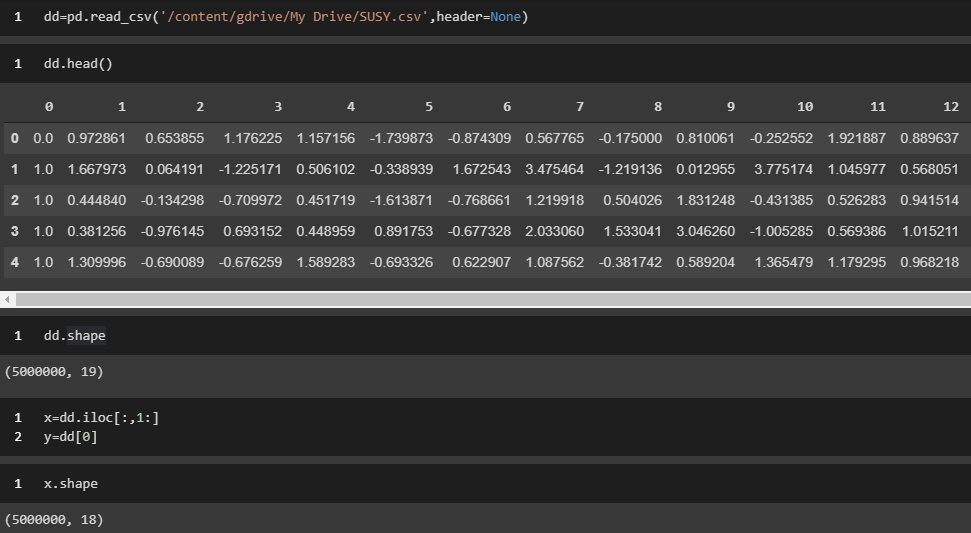 1 dd=pd.read_csv('/content/gdrive/My Drive/SUSY.csv',header=None)
1 dd.head()
0 1 2 3 4 5 6 7 8 9 10 11 12
0 0.0 0.972861 0.653855 1.176225 1.157156 -1.739873 -0.874309 0.567765 -0.175000 0.810061 -0.252552 1.921887 0.889637
1 1.0 1.667973 0.064191 -1.225171 0.506102 -0.338939 1.672543 3.475464 -1.219136 0.012955 3.775174 1.045977 0.568051
2 1.0 0.444840 -0.134298 -0.709972 0.451719 -1.613871 -0.768661 1.219918 0.504026 1.831248 -0.431385 0.526283 0.941514
3 1.0 0.381256 -0.976145 0.693152 0.448959 0.891753 -0.677328 2.033060 1.533041 3.046260 -1.005285 0.569386 1.015211
4 1.0 1.309996 -0.690089 -0.676259 1.589283 -0.693326 0.622907 1.087562 -0.381742 0.589204 1.365479 1.179295 0.968218
1 dd.shape
(5000000, 19)
1 x=dd.iloc[:,1:]
2 y=dd[0]
1 x.shape
(5000000, 18)